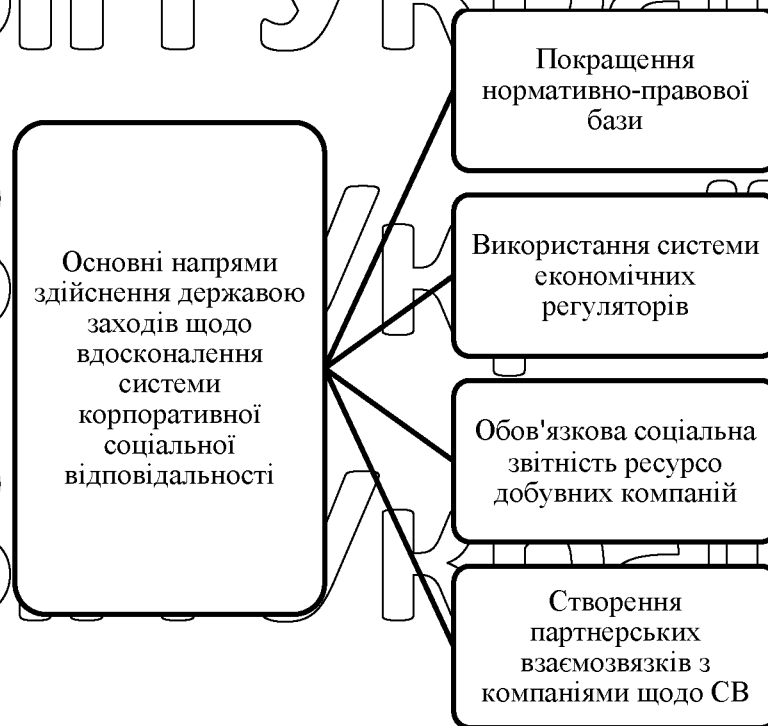 Основні напрями
здійснення державою
заходів щодо
вдосконалення
системи
корпоративної
соціальної
відповідальності
Покращення
нормативно-правової
бази
Використання системи
економічних
регуляторів
Обов'язкова соціальна
звітність ресурсо
добувних компаній
Створення
партнерських
взаємозвязків з
компаніями щодо СВ